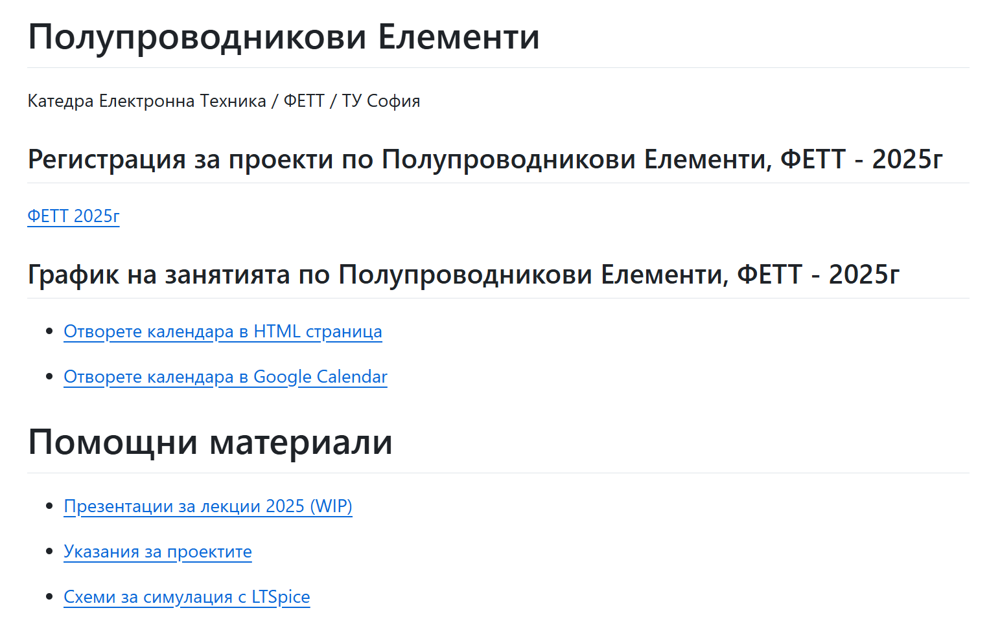 Полупроводникови Елементи
Катедра Електронна Техника / ФЕТТ / ТУ София
Регистрация за проекти по Полупроводникови Елементи, ФЕТТ - 2025г
ФЕТТ 2025г
График на занятията по Полупроводникови Елементи, ФЕТТ - 2025г
Отворете календара в HTML страница
Отворете календара в Google Calendar
Помощни материали
Презентации за лекции 2025 (WIP)
Указания за проектите
Схеми за симулация с LTSpice